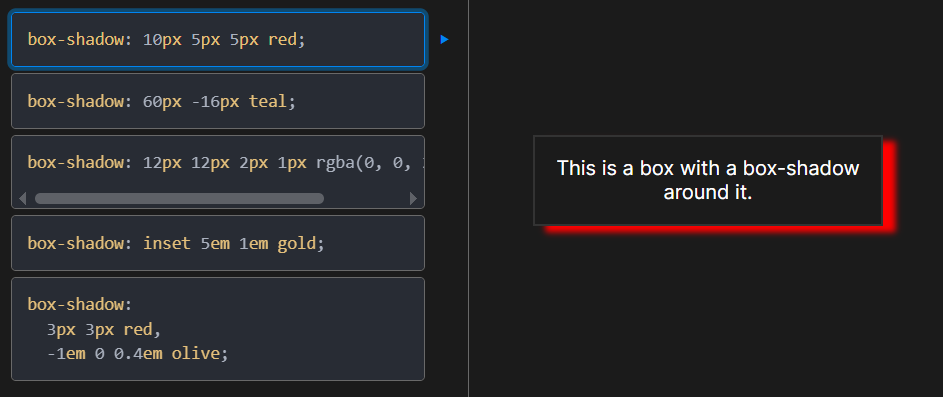 box-shadow: 10px 5px 5px red;
box-shadow: 60px -16px teal;
box-shadow: 12px 12px 2px 1px rgba(0, 0,
box-shadow: inset 5em 1em gold;
box-shadow:
  3px 3px red,
  -1em 0 0.4em olive;
This is a box with a box-shadow
around it.